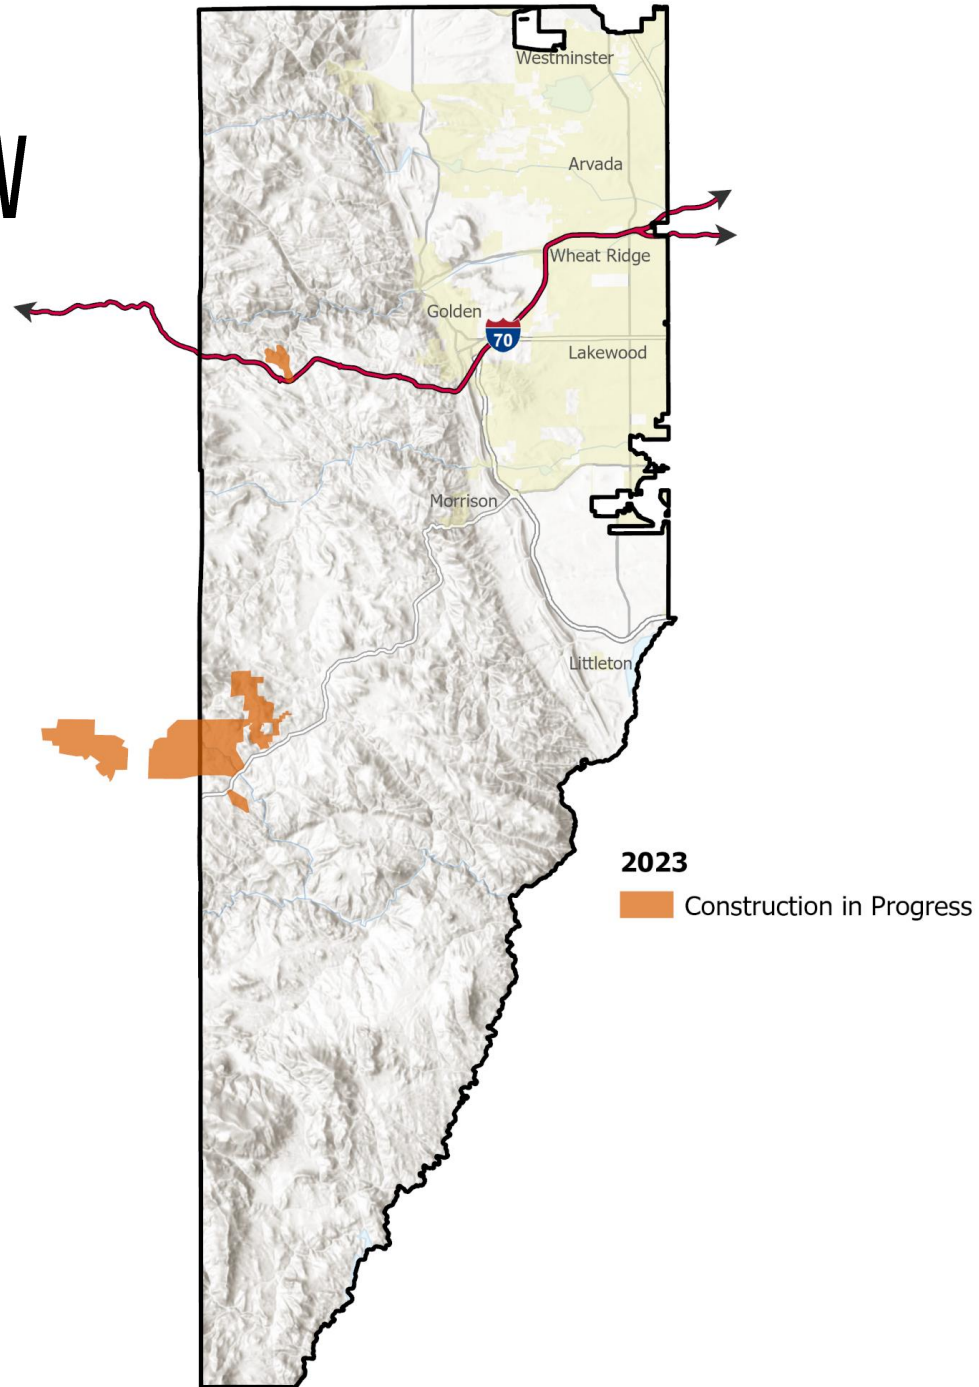 W
Westminster
Arvada
Wheat Ridge
Golden
70
Lakewood
Morrison
Littleton
2023
Construction in Progress